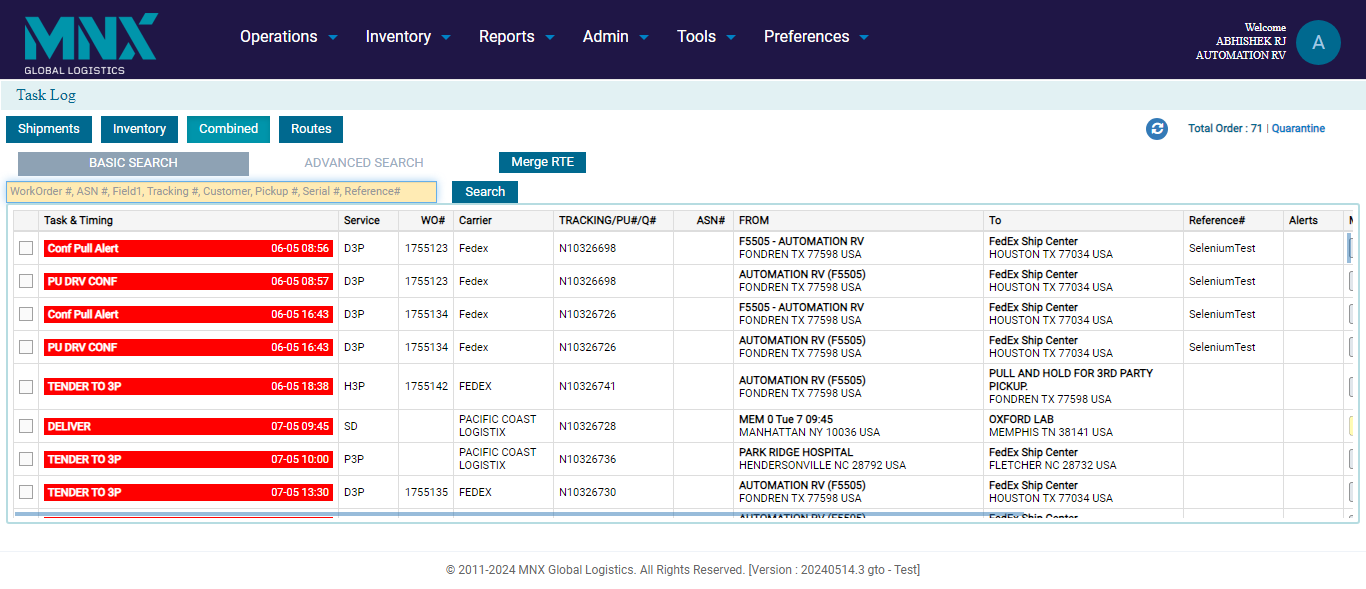 MNX
GLOBAL LOGISTICS
Operations Inventory Reports Admin Tools Preferences
Welcome
ABHISHEK RJ
AUTOMATION RV
A
Task Log
Shipments Inventory Combined Routes
Total Order : 71 | Quarantine
BASIC SEARCH ADVANCED SEARCH Merge RTE
WorkOrder #, ASN #, Field1, Tracking #, Customer, Pickup #, Serial #, Reference#
Search
Task & Timing Service WO# Carrier TRACKING/PU#/Q# ASN# FROM To Reference# Alerts
Conf Pull Alert 06-05 08:56 D3P 1755123 Fedex N10326698 F5505 - AUTOMATION RV FedEx Ship Center SeleniumTest
FONDREN TX 77598 USA HOUSTON TX 77034 USA
PU DRV CONF 06-05 08:57 D3P 1755123 Fedex N10326698 AUTOMATION RV (F5505) FedEx Ship Center SeleniumTest
FONDREN TX 77598 USA HOUSTON TX 77034 USA
Conf Pull Alert 06-05 16:43 D3P 1755134 Fedex N10326726 F5505 - AUTOMATION RV FedEx Ship Center SeleniumTest
FONDREN TX 77598 USA HOUSTON TX 77034 USA
PU DRV CONF 06-05 16:43 D3P 1755134 Fedex N10326726 AUTOMATION RV (F5505) FedEx Ship Center SeleniumTest
FONDREN TX 77598 USA HOUSTON TX 77034 USA
TENDER TO 3P 06-05 18:38 H3P 1755142 FEDEX N10326741 AUTOMATION RV (F5505) PULL AND HOLD FOR 3RD PARTY
PICKUP.
FONDREN TX 77598 USA FONDREN TX 77598 USA
DELIVER 07-05 09:45 SD PACIFIC COAST N10326728 MEM 0 Tue 7 09:45 OXFORD LAB
LOGISTIX MANHATTAN NY 10036 USA MEMPHIS TN 38141 USA
TENDER TO 3P 07-05 10:00 P3P PACIFIC COAST N10326736 PARK RIDGE HOSPITAL FedEx Ship Center
LOGISTIX HENDERSONVILLE NC 28792 USA FLETCHER NC 28732 USA
TENDER TO 3P 07-05 13:30 D3P 1755135 FEDEX N10326730 AUTOMATION RV (F5505) FedEx Ship Center
FONDREN TX 77598 USA HOUSTON TX 77034 USA
AUTOMATION RV (F5505) FedEx Ship Center
© 2011-2024 MNX Global Logistics. All Rights Reserved. [Version : 20240514.3 gto - Test]